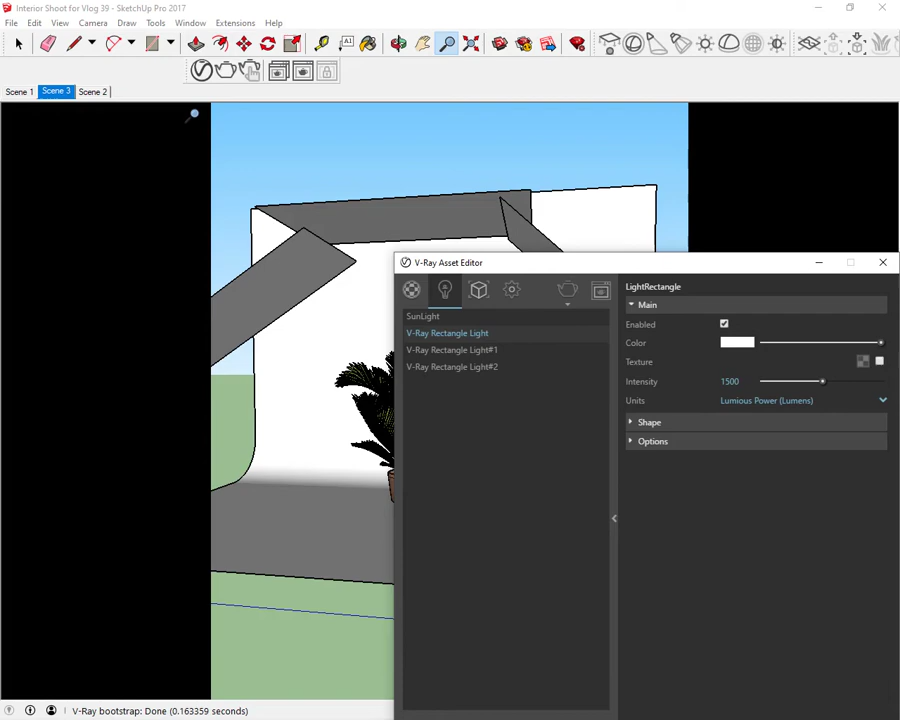 Interior Shoot for Vlog 39 - SketchUp Pro 2017
File Edit View Camera Draw Tools Window Extensions Help
Scene 1 Scene 3 Scene 2
V-Ray Asset Editor
SunLight
V-Ray Rectangle Light
V-Ray Rectangle Light#1
V-Ray Rectangle Light#2
LightRectangle
Main
Enabled
Color
Texture
Intensity 1500
Units Lumious Power (Lumens)
Shape
Options
V-Ray bootstrap: Done (0.163359 seconds)